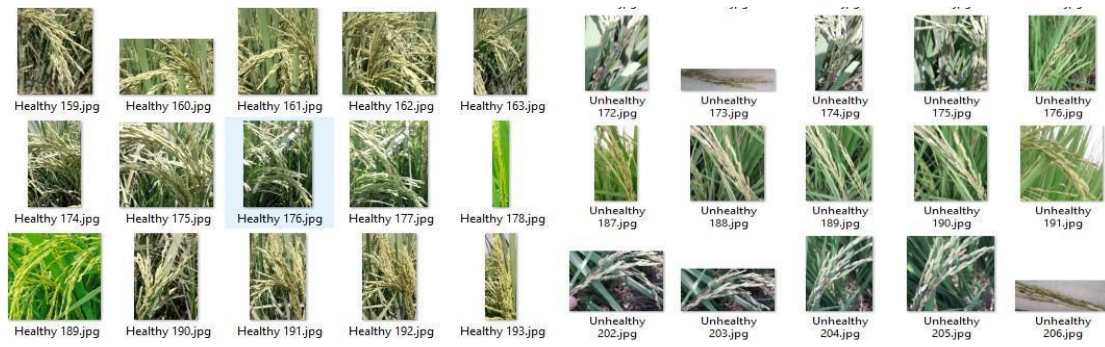 Healthy 159.jpg Healthy 160.jpg Healthy 161.jpg Healthy 162.jpg Healthy 163.jpg
Healthy 174.jpg Healthy 175.jpg Healthy 176.jpg Healthy 177.jpg Healthy 178.jpg
Healthy 189.jpg Healthy 190.jpg Healthy 191.jpg Healthy 192.jpg Healthy 193.jpg
Unhealthy Unhealthy Unhealthy Unhealthy Unhealthy
172.jpg 173.jpg 174.jpg 175.jpg 176.jpg
Unhealthy Unhealthy Unhealthy Unhealthy Unhealthy
187.jpg 188.jpg 189.jpg 190.jpg 191.jpg
Unhealthy Unhealthy Unhealthy Unhealthy Unhealthy
202.jpg 203.jpg 204.jpg 205.jpg 206.jpg